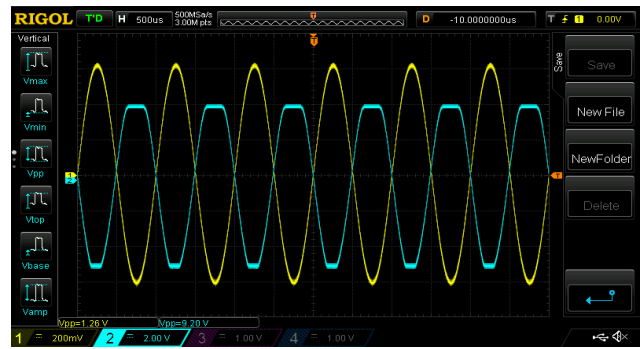 RIGOL T'D H 500us 500MSa/s 3.00M pts D -10.0000000us T 1 0.00V
Vertical
T
Save
Save
Vmax
New File
Vmin
NewFolder
Vpp
1
2
T
Delete
Vtop
Vbase
Vamp
Vpp=1.26 V Vpp=9.20 V
1 = 200mV 2 = 2.00 V 3 = 1.00 V 4 = 1.00 V